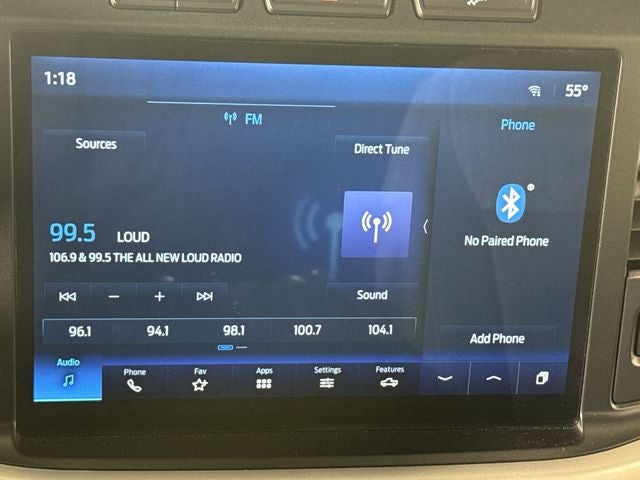 1:18
55°
FM
Phone
Sources
Direct Tune
99.5 LOUD
106.9 & 99.5 THE ALL NEW LOUD RADIO
No Paired Phone
Sound
96.1 94.1 98.1 100.7 104.1
Add Phone
Audio Phone Fav Apps Settings Features